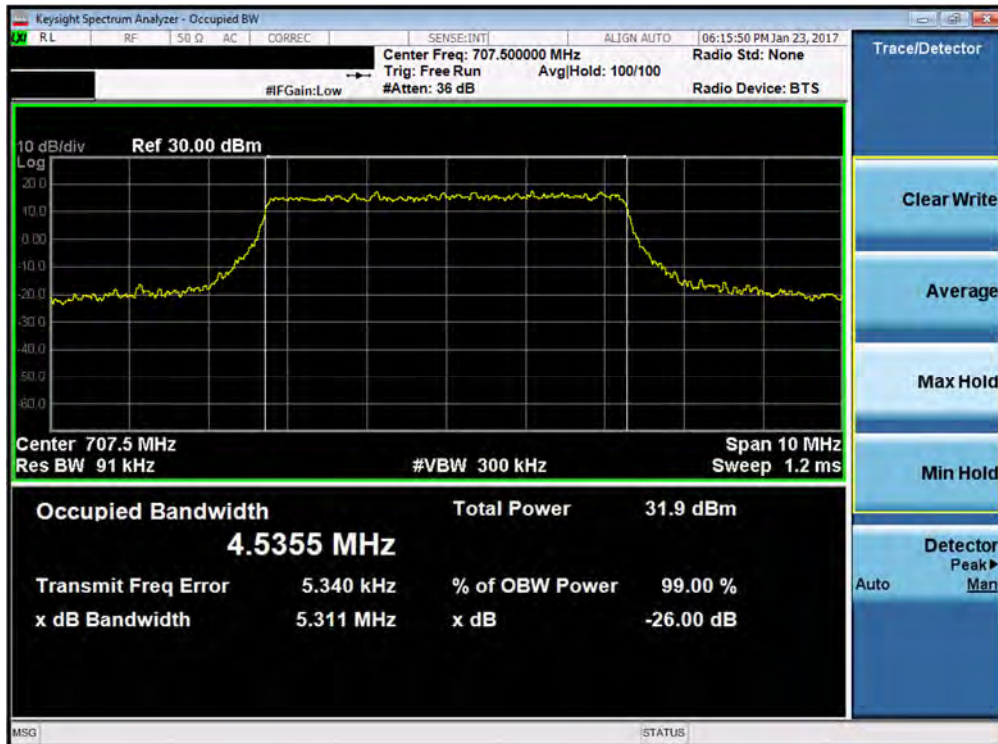 Keysight Spectrum Analyzer - Occupied BW
RL RF 50 Ω AC CORREC SENSE:INT ALIGN AUTO 06:15:50 PM Jan 23, 2017
Center Freq: 707.500000 MHz Radio Std: None
Trig: Free Run Avg|Hold: 100/100
#IFGain:Low #Atten: 36 dB Radio Device: BTS
10 dB/div Ref 30.00 dBm
Log
20.0
10.0
0.00
-10.0
-20.0
-30.0
-40.0
-50.0
-60.0
Center 707.5 MHz Span 10 MHz
Res BW 91 kHz #VBW 300 kHz Sweep 1.2 ms
Occupied Bandwidth Total Power 31.9 dBm
4.5355 MHz
Transmit Freq Error 5.340 kHz % of OBW Power 99.00 %
x dB Bandwidth 5.311 MHz x dB -26.00 dB
MSG STATUS
Trace/Detector
Clear Write
Average
Max Hold
Min Hold
Detector
Peak▶
Auto Man